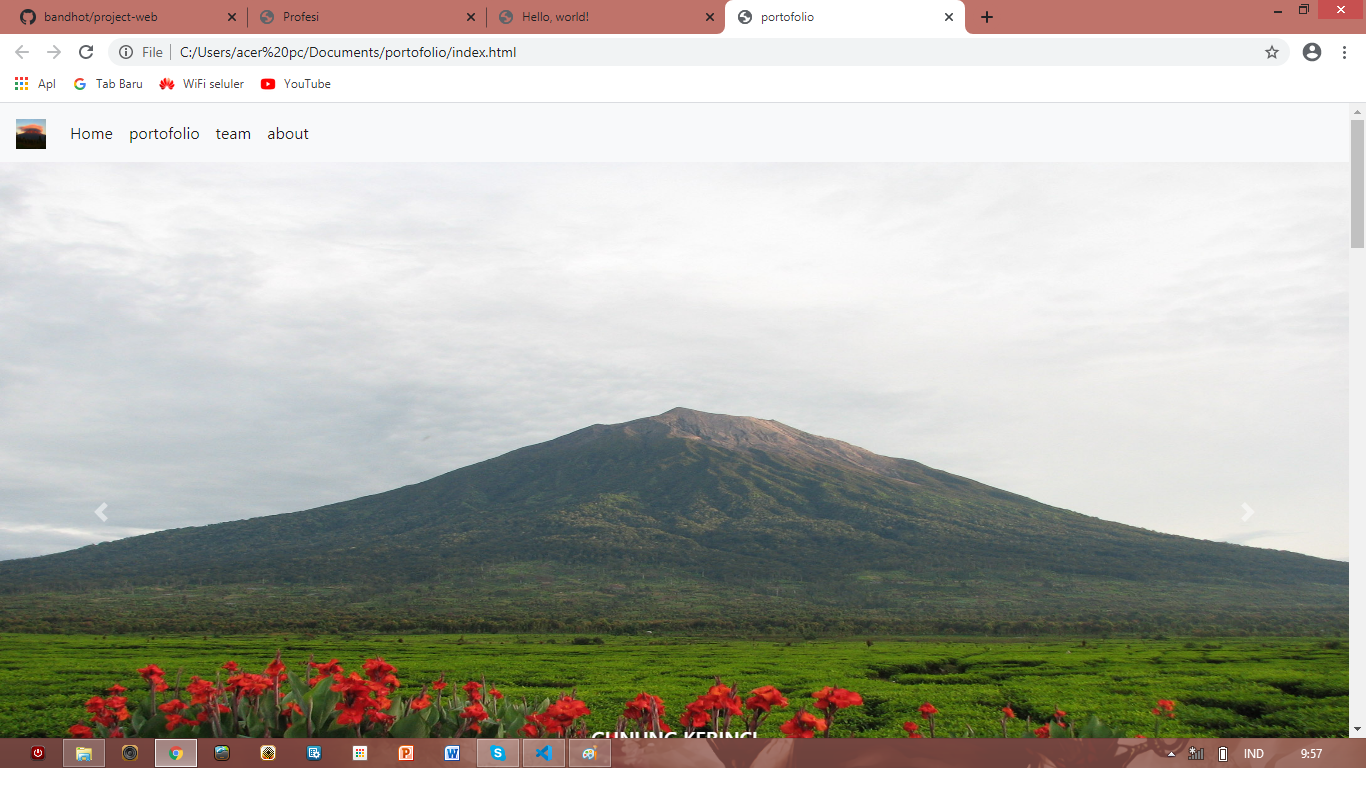 bandhot/project-web
Profesi
Hello, world!
portofolio
File
C:/Users/acer%20pc/Documents/portofolio/index.html
Apl
Tab Baru
WiFi seluler
YouTube
Home
portofolio
team
about
GUNUNG KERINCI
IND
9:57